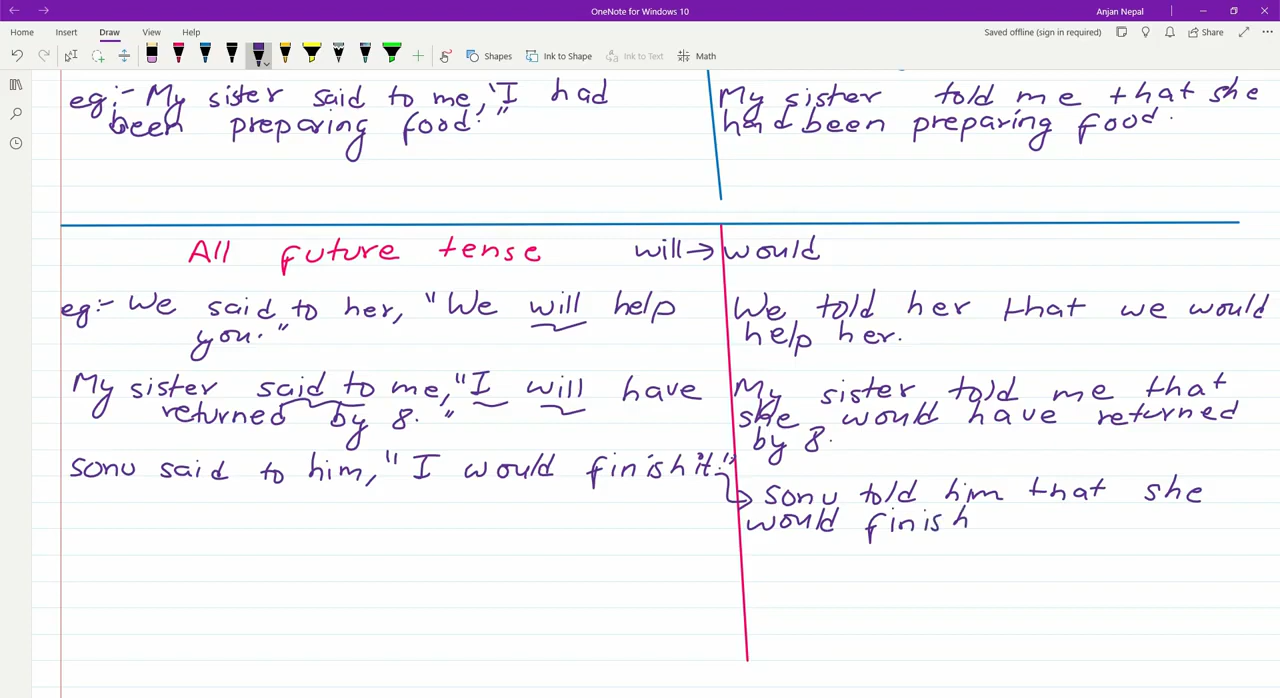 OneNote for Windows 10
Anjan Nepal
Home Insert Draw View Help
Saved offline (sign in required)
Share
Shapes Ink to Shape Ink to Text Math
eg:- My sister said to me, "I had
been preparing food."
My sister told me that she
had been preparing food.
All future tense will → would
eg:- We said to her, "We will help
you."
We told her that we would
help her.
My sister said to me, "I will have
returned by 8."
My sister told me that
she would have returned
by 8.
sonu said to him, "I would finish it."
→ sonu told him that she
would finish